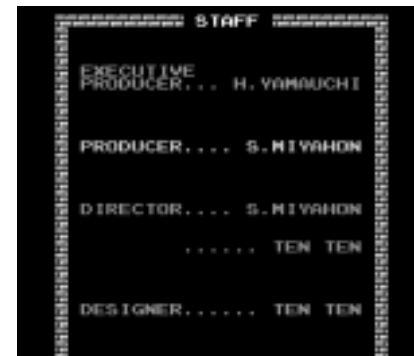 STAFF
EXECUTIVE
PRODUCER... H.YAMAUCHI
PRODUCER.... S.MIYAHON
DIRECTOR.... S.MIYAHON
...... TEN TEN
DESIGNER...... TEN TEN